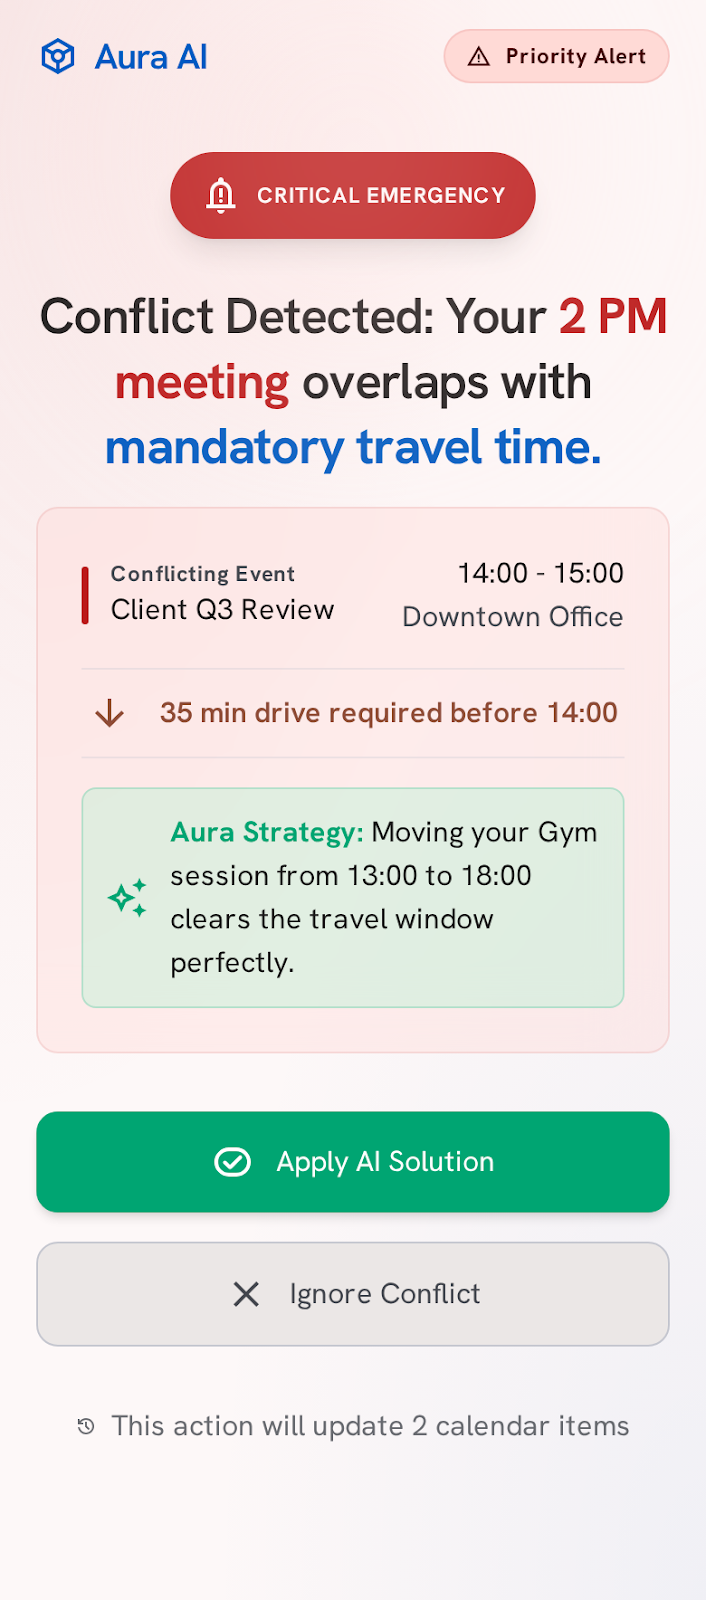 Aura AI
Priority Alert
CRITICAL EMERGENCY
Conflict Detected: Your 2 PM
meeting overlaps with
mandatory travel time.
Conflicting Event
Client Q3 Review
14:00 - 15:00
Downtown Office
35 min drive required before 14:00
Aura Strategy: Moving your Gym
session from 13:00 to 18:00
clears the travel window
perfectly.
Apply AI Solution
Ignore Conflict
This action will update 2 calendar items